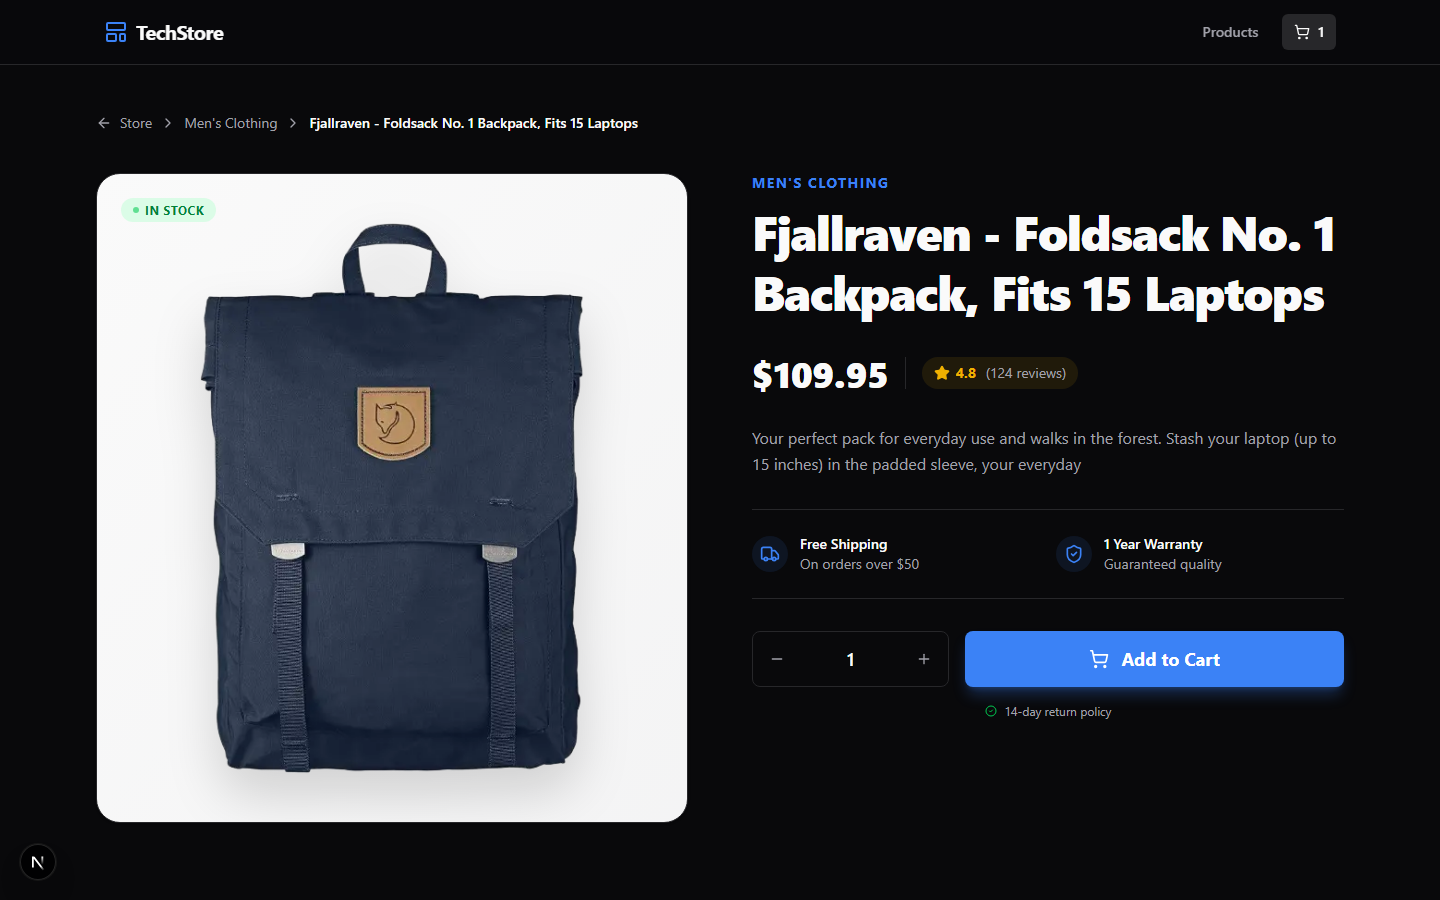 TechStore
Products
1
Store
Men's Clothing
Fjallraven - Foldsack No. 1 Backpack, Fits 15 Laptops
IN STOCK
MEN'S CLOTHING
Fjallraven - Foldsack No. 1
Backpack, Fits 15 Laptops
$109.95
4.8 (124 reviews)
Your perfect pack for everyday use and walks in the forest. Stash your laptop (up to
15 inches) in the padded sleeve, your everyday
Free Shipping
On orders over $50
1 Year Warranty
Guaranteed quality
1
Add to Cart
14-day return policy
N